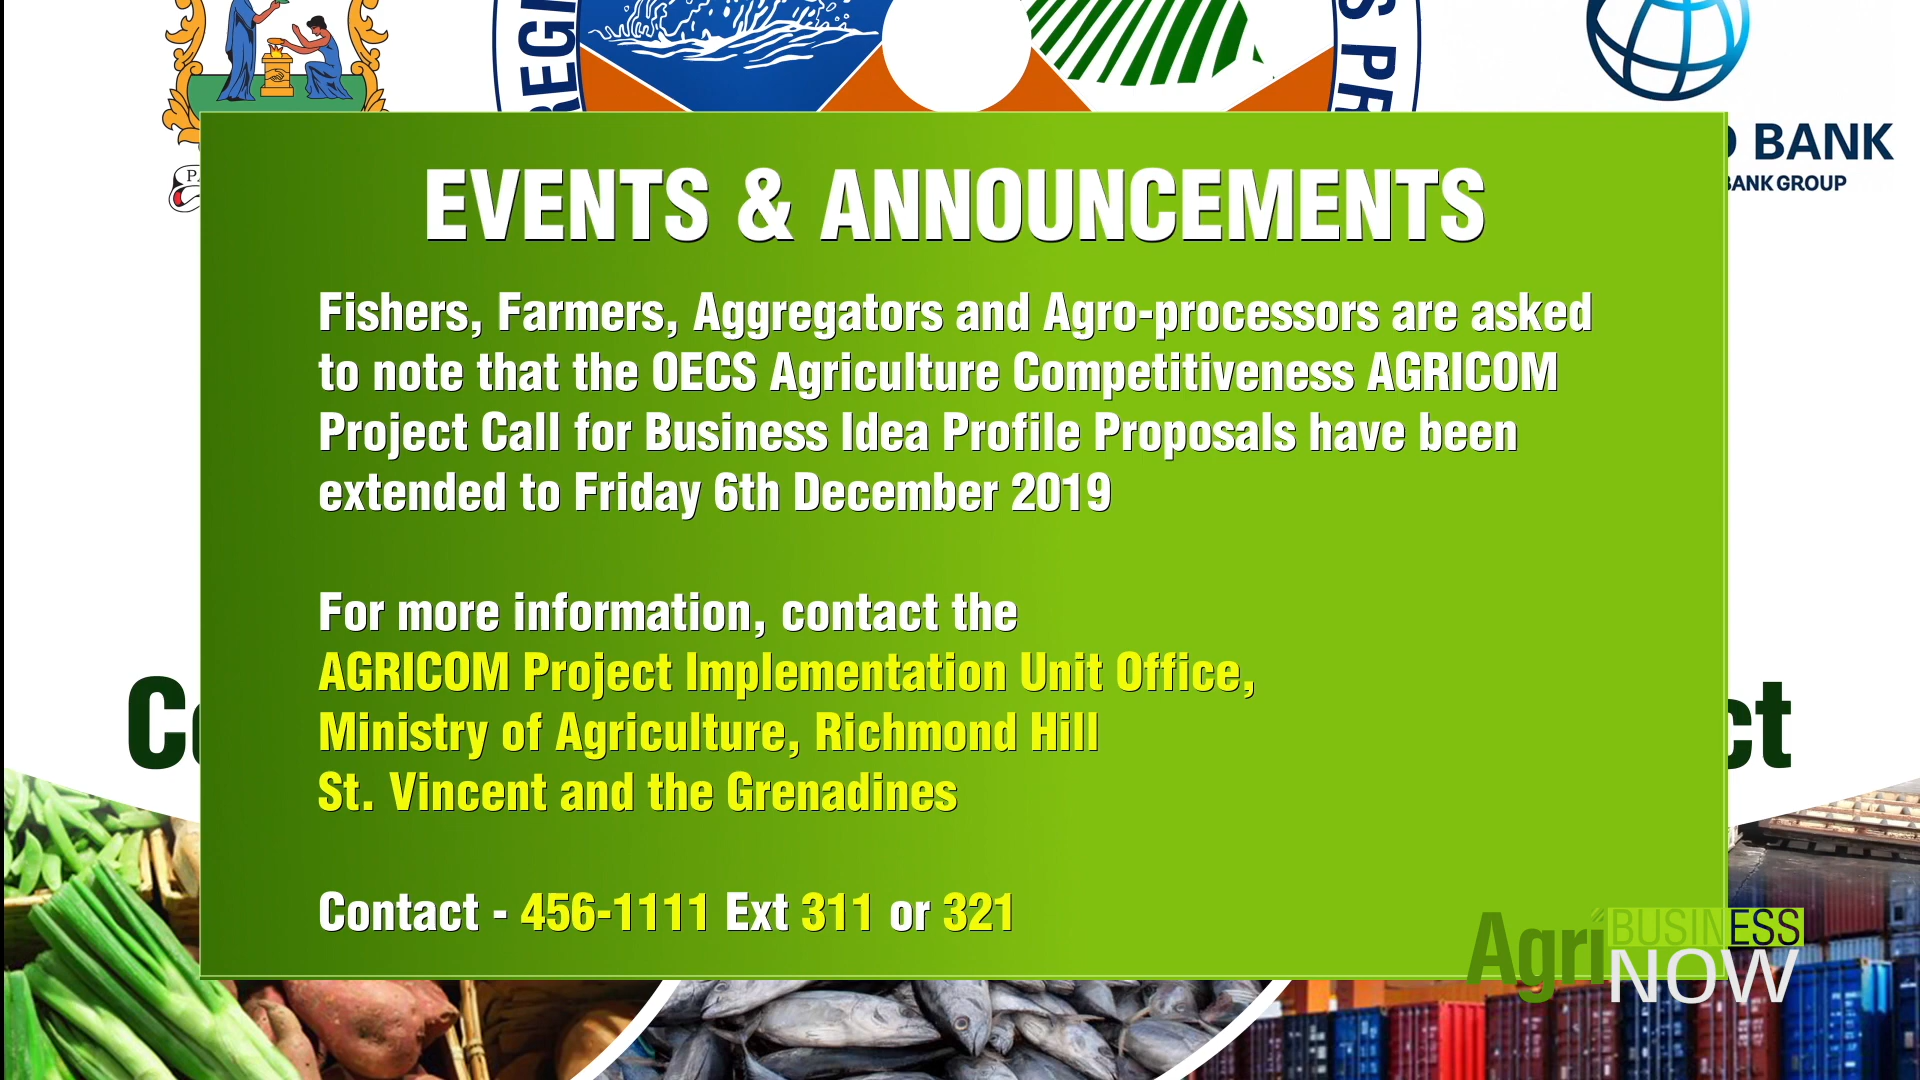 REGI
S PR
BANK
BANK GROUP
EVENTS & ANNOUNCEMENTS
Fishers, Farmers, Aggregators and Agro-processors are asked
to note that the OECS Agriculture Competitiveness AGRICOM
Project Call for Business Idea Profile Proposals have been
extended to Friday 6th December 2019
For more information, contact the
AGRICOM Project Implementation Unit Office,
Ministry of Agriculture, Richmond Hill
St. Vincent and the Grenadines
Contact - 456-1111 Ext 311 or 321
Agri BUSINESS
NOW